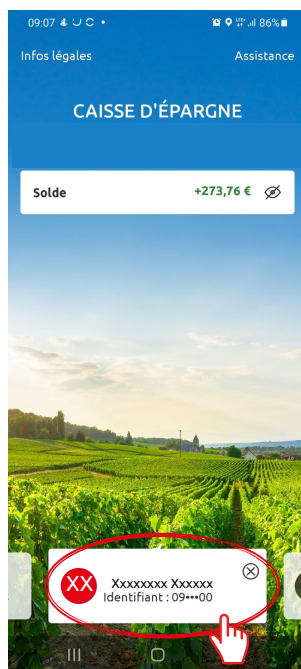 09:07
86%
Infos légales Assistance
CAISSE D'ÉPARGNE
Solde +273,76 €
XX Xxxxxxxx Xxxxxx
Identifiant : 09•••00